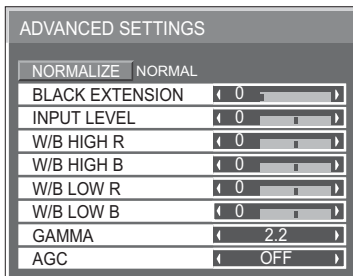 ADVANCED SETTINGS
NORMALIZE NORMAL
BLACK EXTENSION 0
INPUT LEVEL 0
W/B HIGH R 0
W/B HIGH B 0
W/B LOW R 0
W/B LOW B 0
GAMMA 2.2
AGC OFF